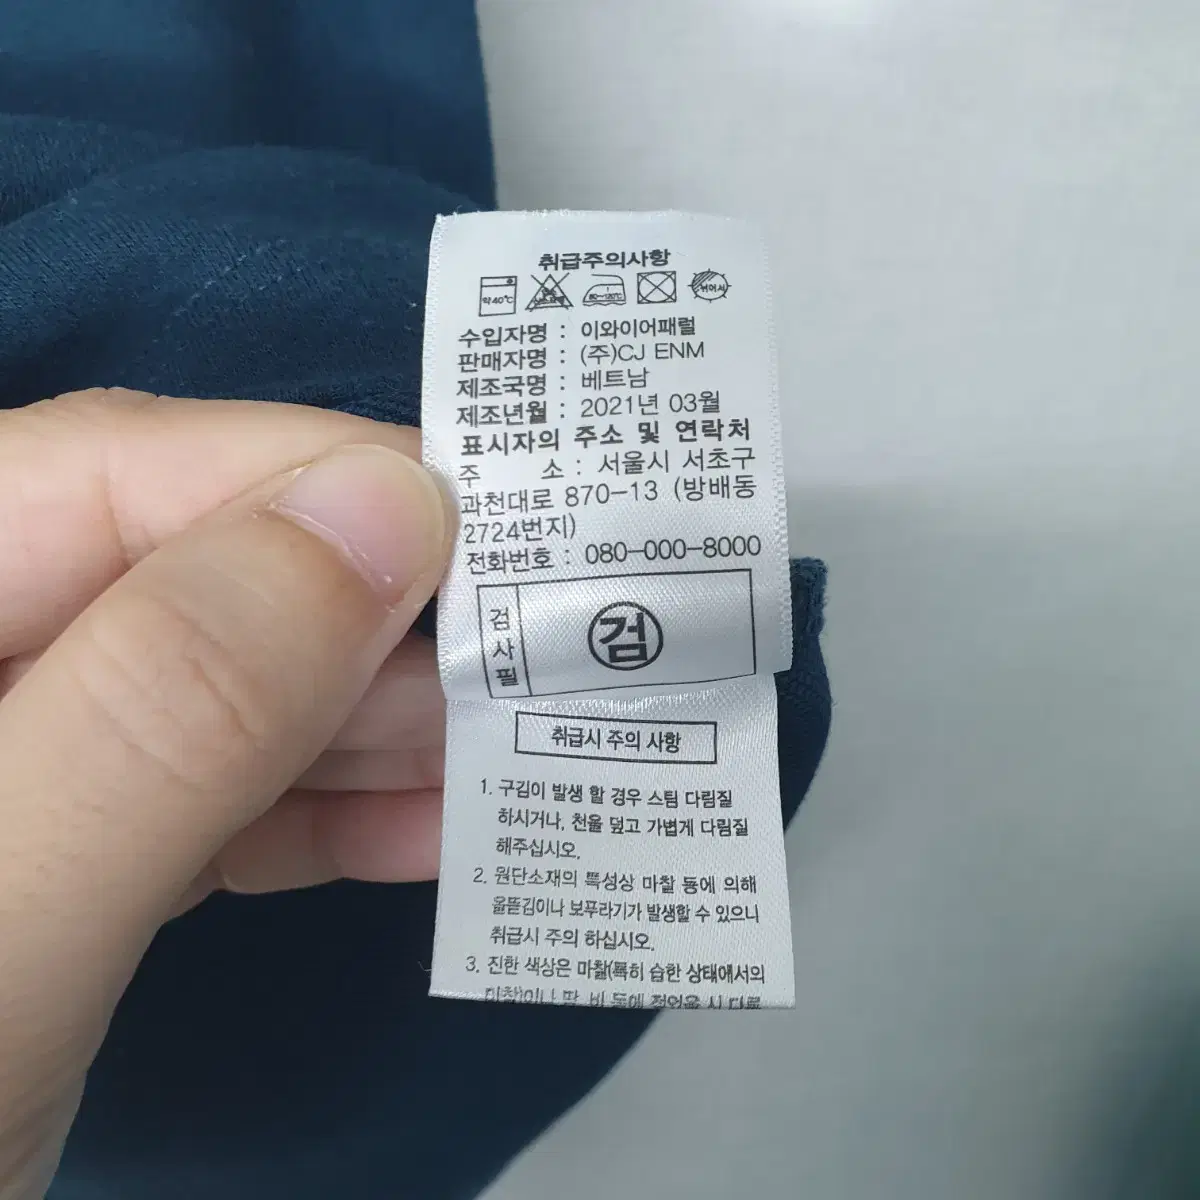 취급주의사항
약40℃
80~120℃
뉘어서
수입자명 : 이와이어패럴
판매자명 : (주)CJ ENM
제조국명 : 베트남
제조년월 : 2021년 03월
표시자의 주소 및 연락처
주 소 : 서울시 서초구
과천대로 870-13 (방배동
2724번지)
전화번호 : 080-000-8000
검사필
검
취급시 주의 사항
1. 구김이 발생 할 경우 스팀 다림질
하시거나, 천을 덮고 가볍게 다림질
해주십시오.
2. 원단소재의 특성상 마찰 등에 의해
올뜯김이나 보푸라기가 발생할 수 있으니
취급시 주의 하십시오.
3. 진한 색상은 마찰(특히 습한 상태에서의